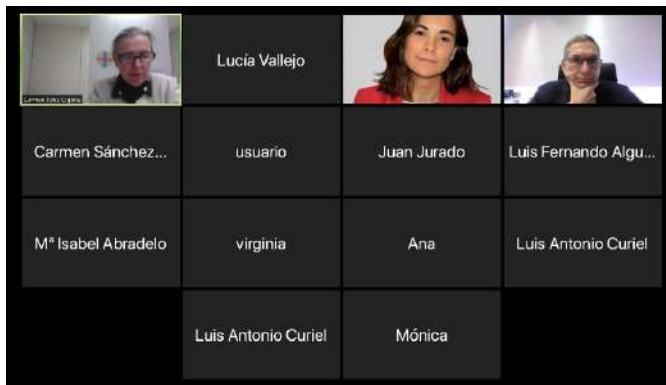 Carmen
Lucía Vallejo
Carmen Sánchez...
usuario
Juan Jurado
Luis Fernando Algu...
Mª Isabel Abradelo
virginia
Ana
Luis Antonio Curiel
Luis Antonio Curiel
Mónica